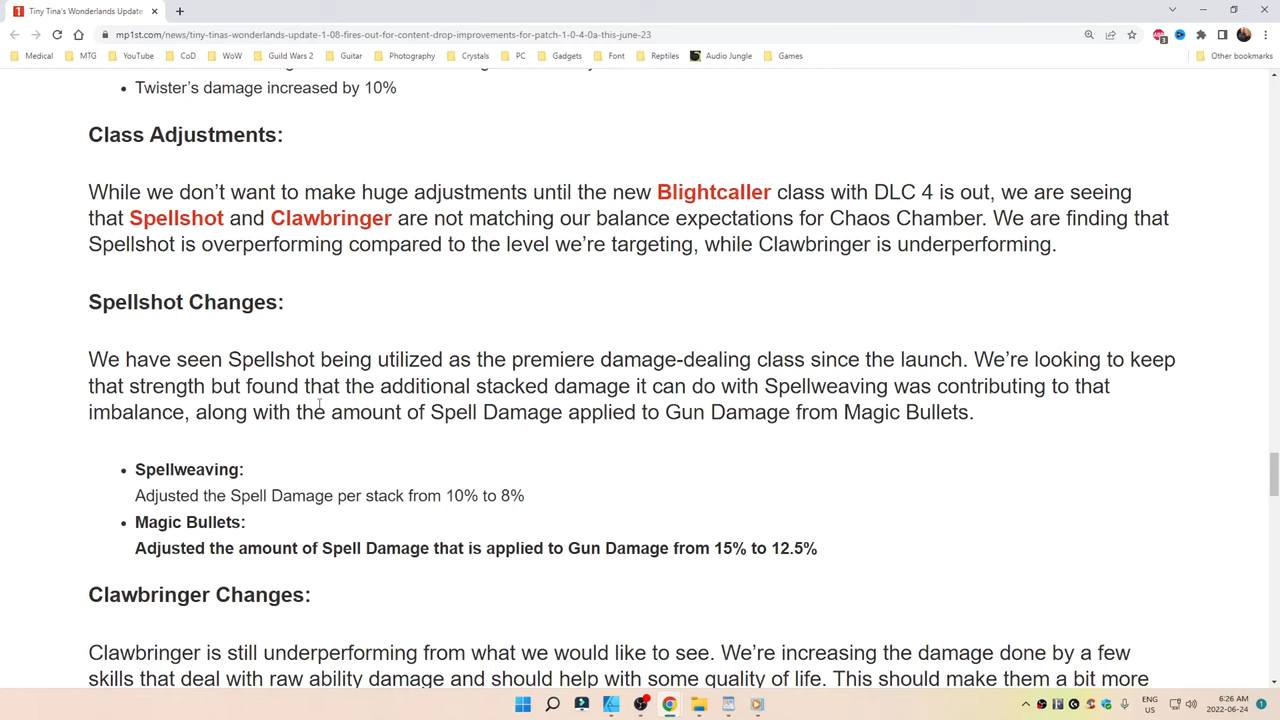 Tiny Tina's Wonderlands Update
mp1st.com/news/tiny-tinas-wonderlands-update-1-08-fires-out-for-content-drop-improvements-for-patch-1-0-4-0a-this-june-23
Medical MTG YouTube CoD WoW Guild Wars 2 Guitar Photography Crystals PC Gadgets Font Reptiles Audio Jungle Games Other bookmarks
Twister's damage increased by 10%
Class Adjustments:
While we don't want to make huge adjustments until the new Blightcaller class with DLC 4 is out, we are seeing
that Spellshot and Clawbringer are not matching our balance expectations for Chaos Chamber. We are finding that
Spellshot is overperforming compared to the level we're targeting, while Clawbringer is underperforming.
Spellshot Changes:
We have seen Spellshot being utilized as the premiere damage-dealing class since the launch. We're looking to keep
that strength but found that the additional stacked damage it can do with Spellweaving was contributing to that
imbalance, along with the amount of Spell Damage applied to Gun Damage from Magic Bullets.
Spellweaving:
Adjusted the Spell Damage per stack from 10% to 8%
Magic Bullets:
Adjusted the amount of Spell Damage that is applied to Gun Damage from 15% to 12.5%
Clawbringer Changes:
Clawbringer is still underperforming from what we would like to see. We're increasing the damage done by a few
skills that deal with raw ability damage and should help with some quality of life. This should make them a bit more
ENG
US
6:26 AM
2022-06-24